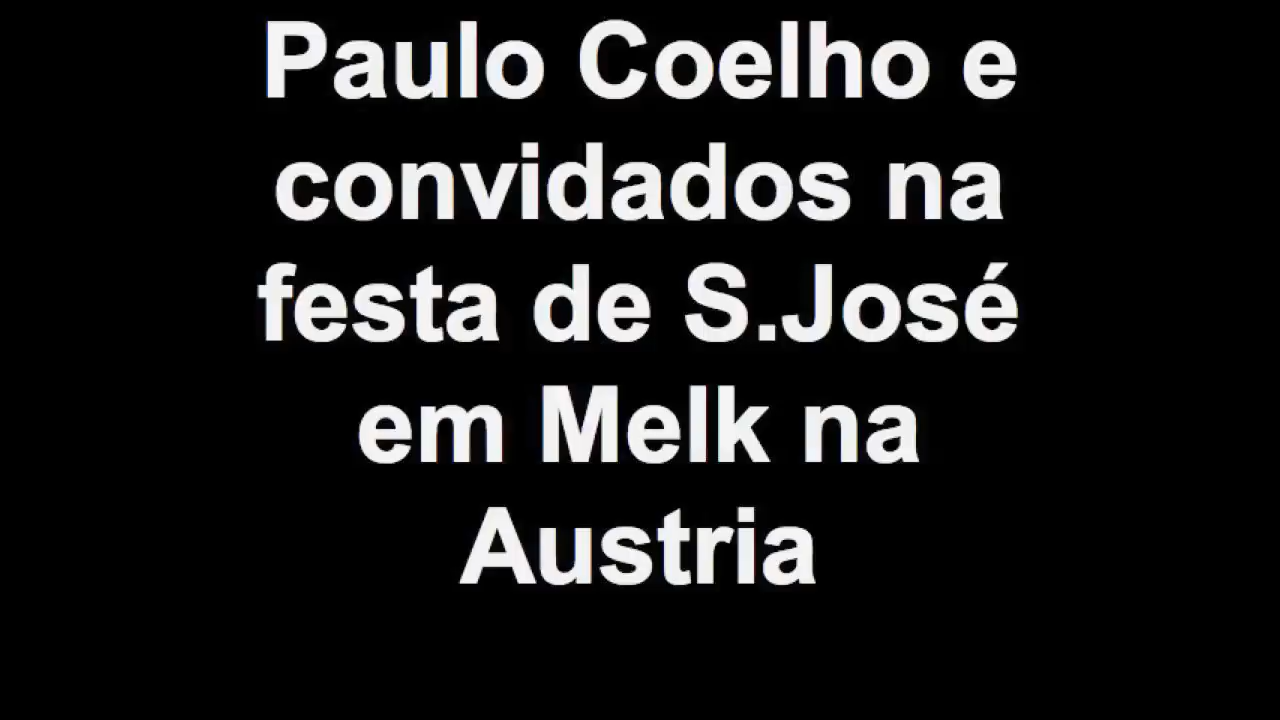 Paulo Coelho e
convidados na
festa de S.José
em Melk na
Austria